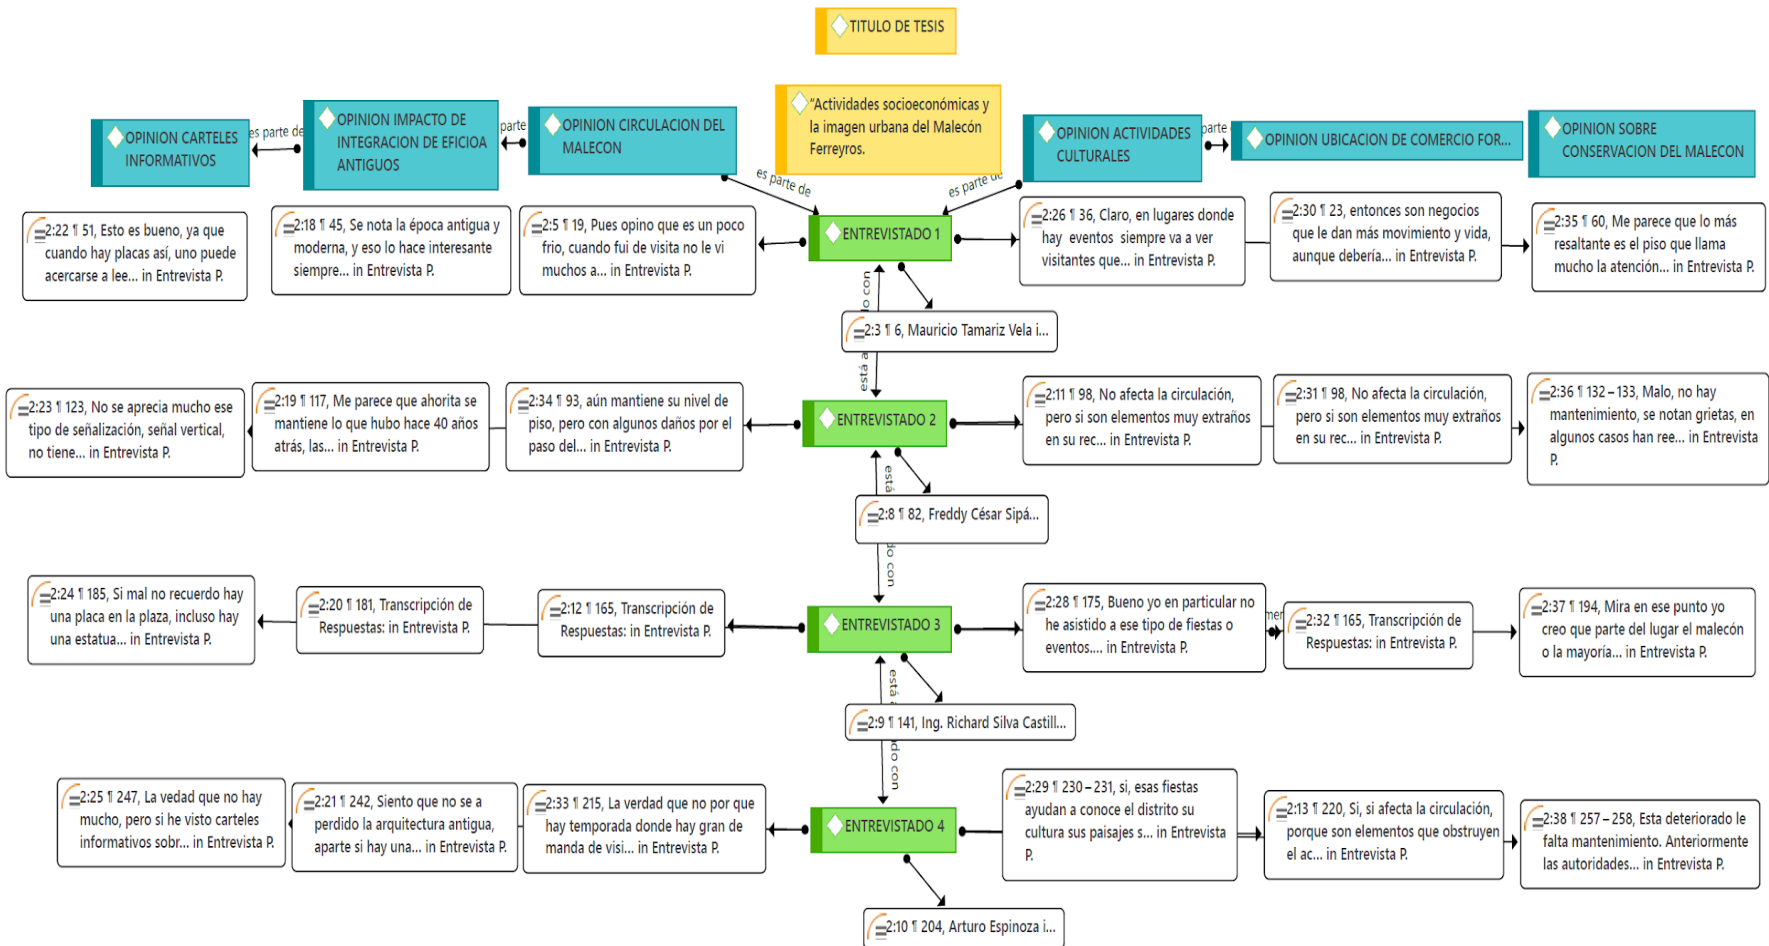 TITULO DE TESIS
"Actividades socioeconómicas y
la imagen urbana del Malecón
Ferreyros.
OPINION CARTELES
INFORMATIVOS
es parte de
OPINION IMPACTO DE
INTEGRACION DE EFICIOA
ANTIGUOS
parte
OPINION CIRCULACION DEL
MALECON
OPINION ACTIVIDADES
CULTURALES
parte
OPINION UBICACION DE COMERCIO FOR...
OPINION SOBRE
CONSERVACION DEL MALECON
es parte de
es parte de
2:22 ¶ 51, Esto es bueno, ya que
cuando hay placas así, uno puede
acercarse a lee... in Entrevista P.
2:18 ¶ 45, Se nota la época antigua y
moderna, y eso lo hace interesante
siempre... in Entrevista P.
2:5 ¶ 19, Pues opino que es un poco
frio, cuando fui de visita no le vi
muchos a... in Entrevista P.
ENTREVISTADO 1
2:26 ¶ 36, Claro, en lugares donde
hay eventos siempre va a ver
visitantes que... in Entrevista P.
2:30 ¶ 23, entonces son negocios
que le dan más movimiento y vida,
aunque debería... in Entrevista P.
2:35 ¶ 60, Me parece que lo más
resaltante es el piso que llama
mucho la atención... in Entrevista P.
do con
2:3 ¶ 6, Mauricio Tamariz Vela i...
está a
2:23 ¶ 123, No se aprecia mucho ese
tipo de señalización, señal vertical,
no tiene... in Entrevista P.
2:19 ¶ 117, Me parece que ahorita se
mantiene lo que hubo hace 40 años
atrás, las... in Entrevista P.
2:34 ¶ 93, aún mantiene su nivel de
piso, pero con algunos daños por el
paso del... in Entrevista P.
ENTREVISTADO 2
2:11 ¶ 98, No afecta la circulación,
pero si son elementos muy extraños
en su rec... in Entrevista P.
2:31 ¶ 98, No afecta la circulación,
pero si son elementos muy extraños
en su rec... in Entrevista P.
2:36 ¶ 132 – 133, Malo, no hay
mantenimiento, se notan grietas, en
algunos casos han ree... in Entrevista
P.
está
2:8 ¶ 82, Freddy César Sipá...
do con
2:24 ¶ 185, Si mal no recuerdo hay
una placa en la plaza, incluso hay
una estatua... in Entrevista P.
2:20 ¶ 181, Transcripción de
Respuestas: in Entrevista P.
2:12 ¶ 165, Transcripción de
Respuestas: in Entrevista P.
ENTREVISTADO 3
2:28 ¶ 175, Bueno yo en particular no
he asistido a ese tipo de fiestas o
eventos.... in Entrevista P.
2:32 ¶ 165, Transcripción de
Respuestas: in Entrevista P.
2:37 ¶ 194, Mira en ese punto yo
creo que parte del lugar el malecón
o la mayoría... in Entrevista P.
está a
2:9 ¶ 141, Ing. Richard Silva Castill...
do con
2:25 ¶ 247, La vedad que no hay
mucho, pero si he visto carteles
informativos sobr... in Entrevista P.
2:21 ¶ 242, Siento que no se a
perdido la arquitectura antigua,
aparte si hay una... in Entrevista P.
2:33 ¶ 215, La verdad que no por que
hay temporada donde hay gran de
manda de visi... in Entrevista P.
ENTREVISTADO 4
2:29 ¶ 230 – 231, si, esas fiestas
ayudan a conoce el distrito su
cultura sus paisajes s... in Entrevista
P.
2:13 ¶ 220, Si, si afecta la circulación,
porque son elementos que obstruyen
el ac... in Entrevista P.
2:38 ¶ 257 – 258, Esta deteriorado le
falta mantenimiento. Anteriormente
las autoridades... in Entrevista P.
2:10 ¶ 204, Arturo Espinoza i...